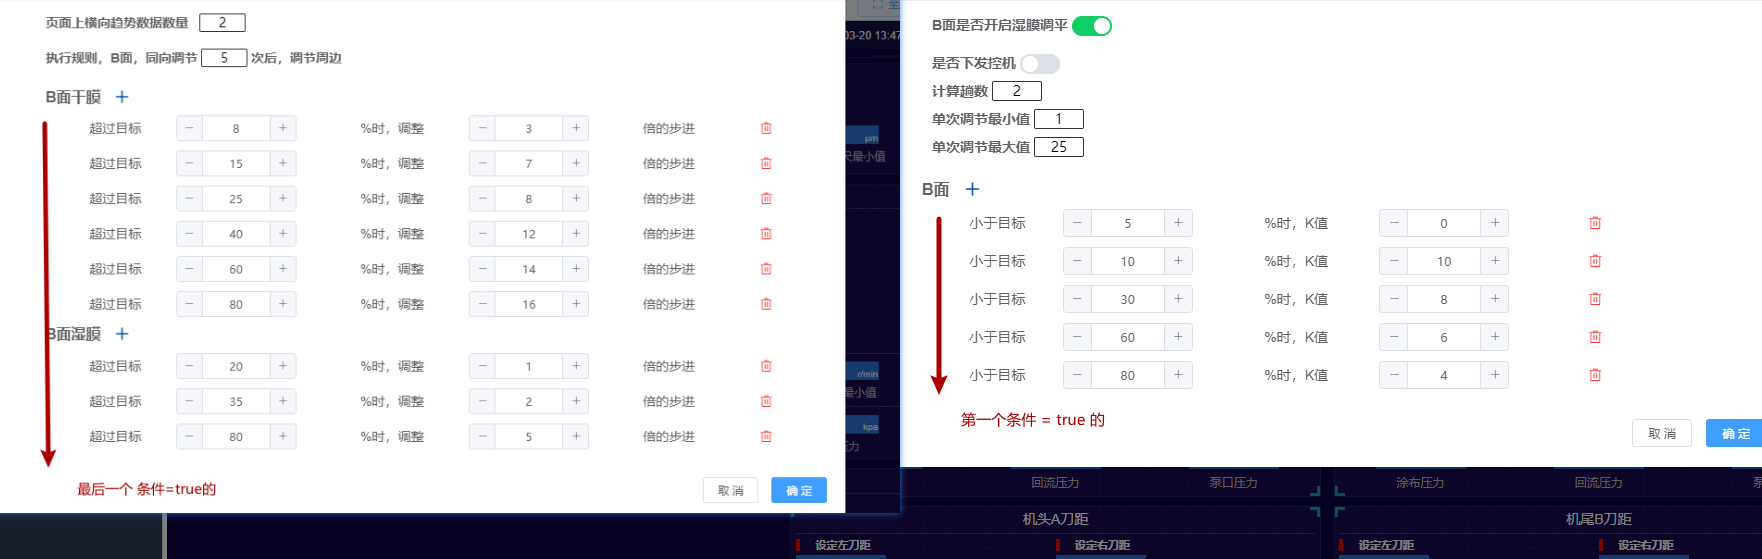 页面上横向趋势数据数量 2
执行规则，B面，同向调节 5 次后，调节周边
B面干膜 +
超过目标 − 8 + %时，调整 − 3 + 倍的步进
超过目标 − 15 + %时，调整 − 7 + 倍的步进
超过目标 − 25 + %时，调整 − 8 + 倍的步进
超过目标 − 40 + %时，调整 − 12 + 倍的步进
超过目标 − 60 + %时，调整 − 14 + 倍的步进
超过目标 − 80 + %时，调整 − 16 + 倍的步进
B面湿膜 +
超过目标 − 20 + %时，调整 − 1 + 倍的步进
超过目标 − 35 + %时，调整 − 2 + 倍的步进
超过目标 − 80 + %时，调整 − 5 + 倍的步进
最后一个 条件=true的
取消 确定
全
03-20 13:47
μm
尺最小值
r/min
最小值
kpa
压力
B面是否开启湿膜调平
是否下发控机
计算趟数 2
单次调节最小值 1
单次调节最大值 25
B面 +
小于目标 − 5 + %时，K值 − 0 +
小于目标 − 10 + %时，K值 − 10 +
小于目标 − 30 + %时，K值 − 8 +
小于目标 − 60 + %时，K值 − 6 +
小于目标 − 80 + %时，K值 − 4 +
第一个条件 = true 的
取消 确定
回流压力 泵口压力 涂布压力 回流压力
机头A刀距 机尾B刀距
设定左刀距 设定右刀距 设定左刀距 设定右刀距